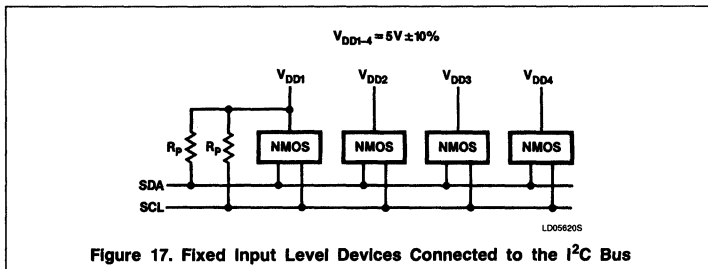 V_DD1–4 = 5V ± 10%
V_DD1 V_DD2 V_DD3 V_DD4
R_P R_P NMOS NMOS NMOS NMOS
SDA
SCL
LD05620S
Figure 17. Fixed Input Level Devices Connected to the I²C Bus